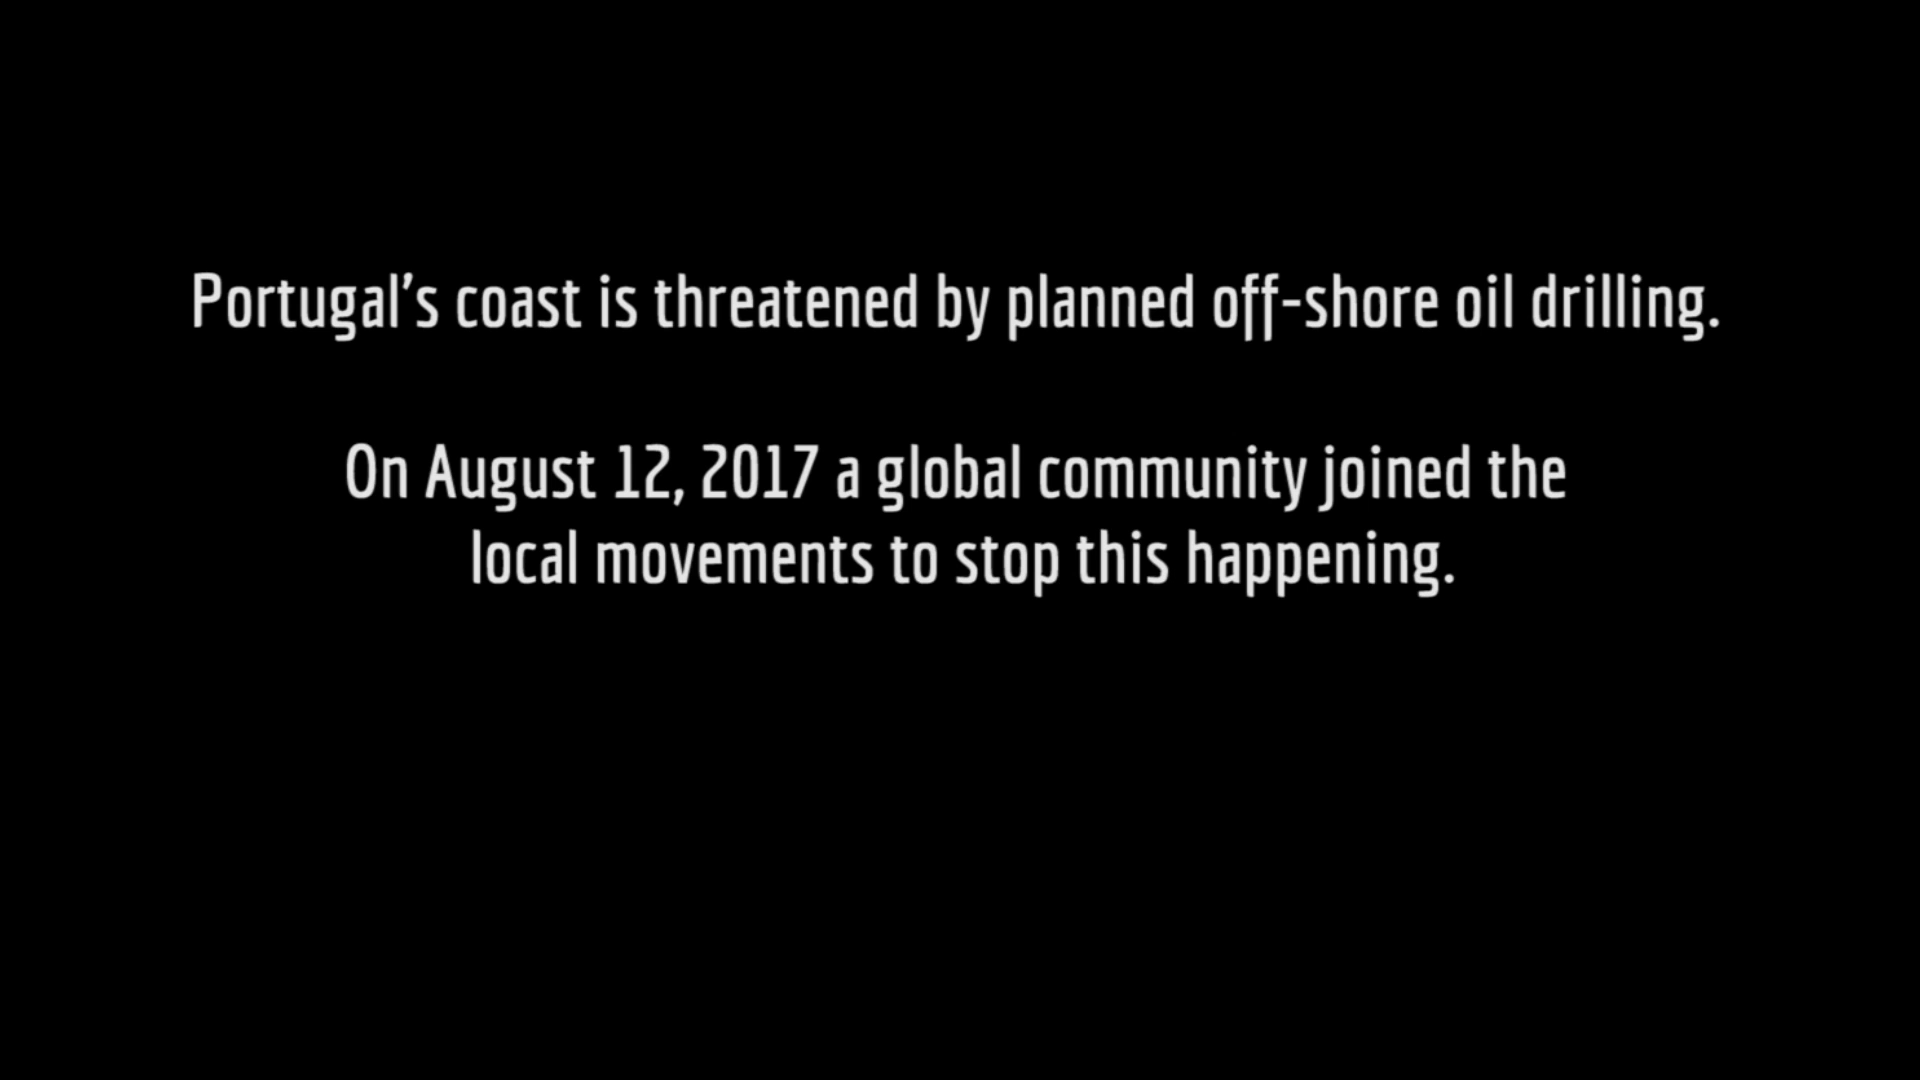 Portugal's coast is threatened by planned off-shore oil drilling.
On August 12, 2017 a global community joined the
local movements to stop this happening.